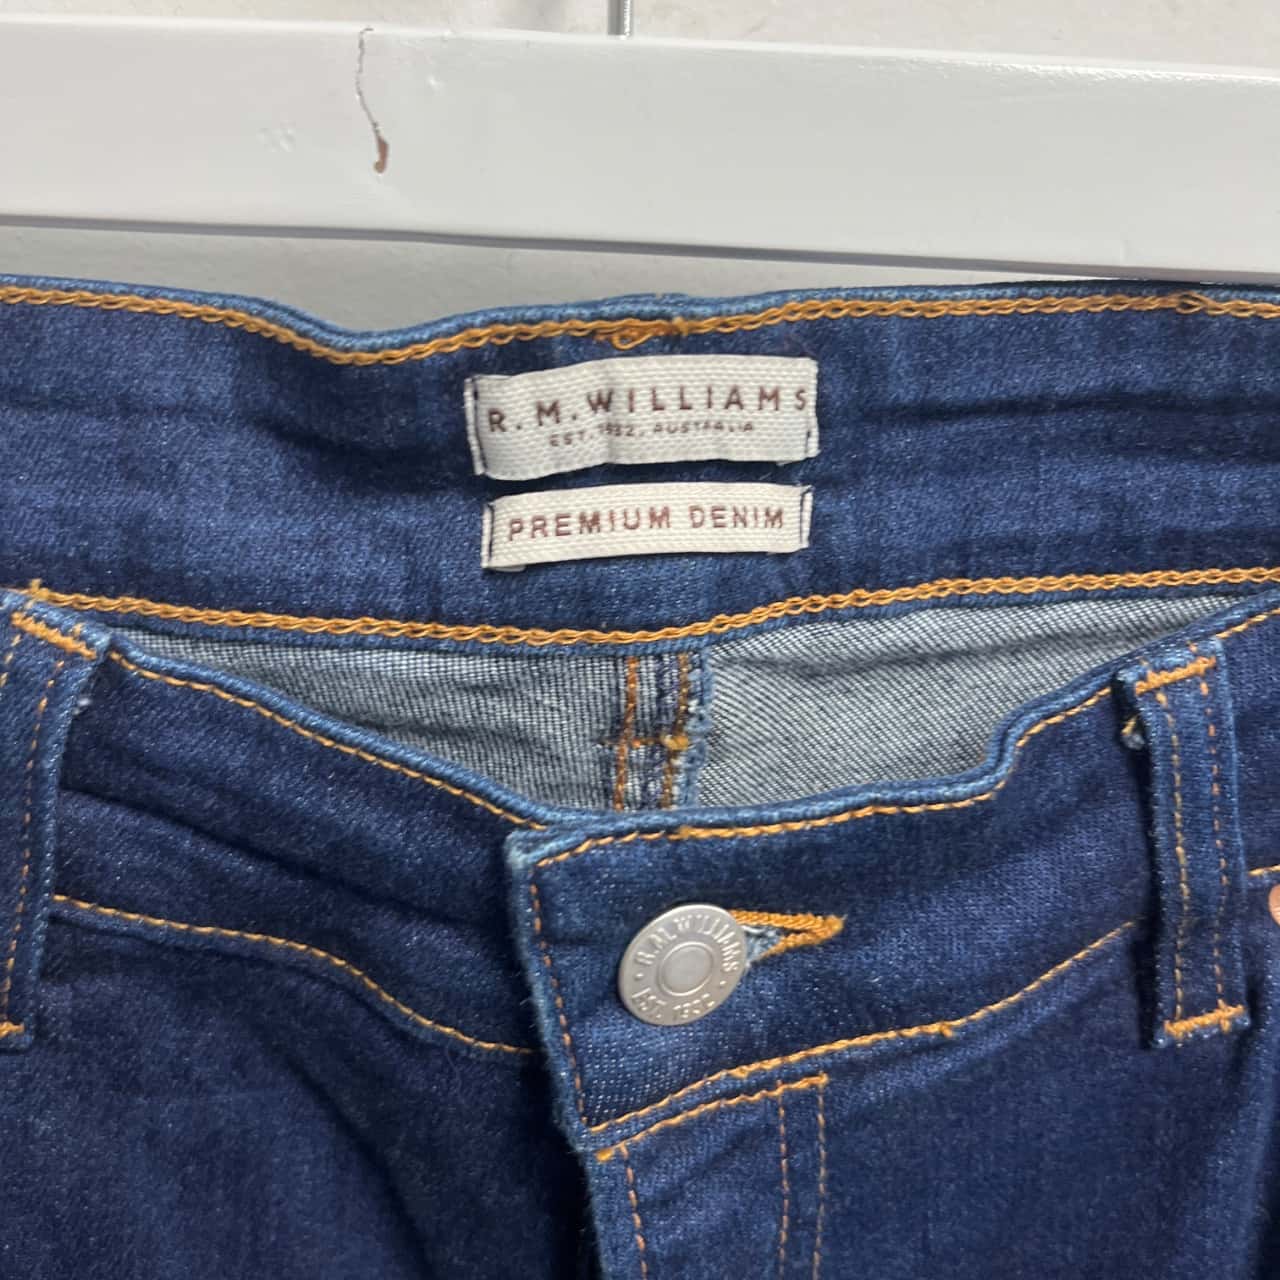 R.M.WILLIAMS
EST. 1932. AUSTRALIA
PREMIUM DENIM
R.M.WILLIAMS
EST. 1932